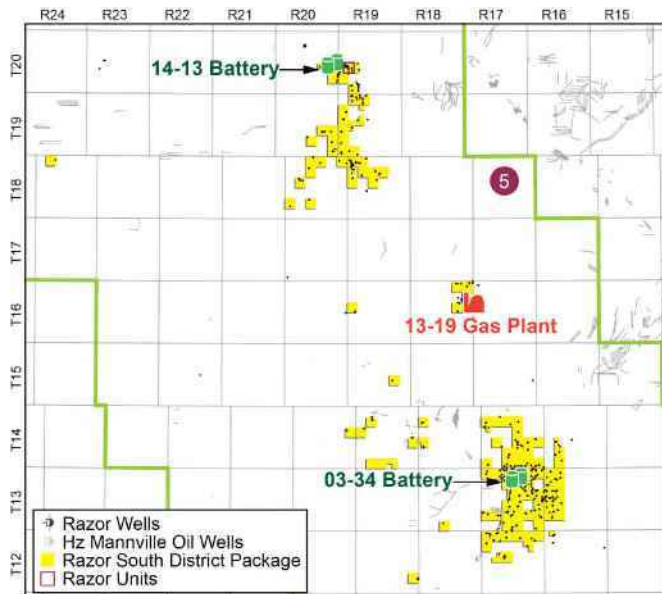 R24 R23 R22 R21 R20 R19 R18 R17 R16 R15
T20
14-13 Battery
T19
T18
5
T17
T16
13-19 Gas Plant
T15
T14
03-34 Battery
T13
T12
Razor Wells
Hz Mannville Oil Wells
Razor South District Package
Razor Units